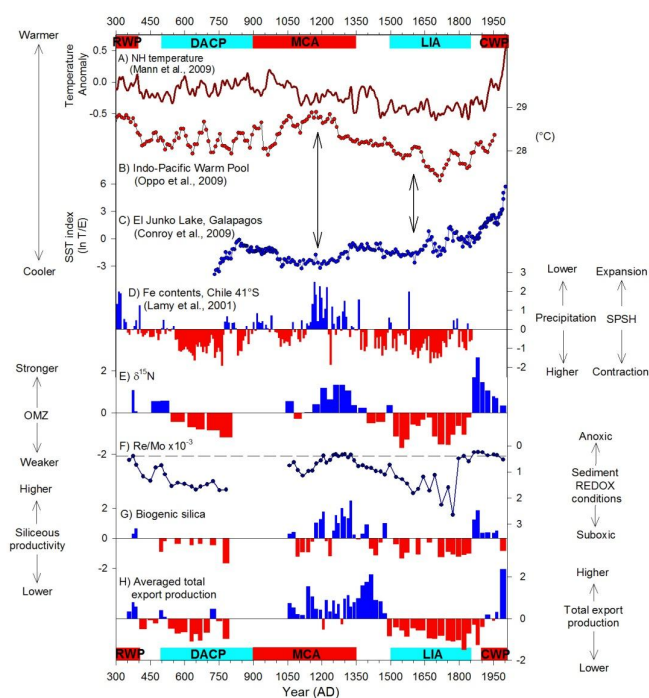 Warmer
Cooler
Stronger
OMZ
Weaker
Higher
Siliceous
productivity
Lower
300 450 600 750 900 1050 1200 1350 1500 1650 1800 1950
RWP DACP MCA LIA CWP
Temperature
Anomaly
0.5
0.0
-0.5
A) NH temperature
(Mann et al., 2009)
29
28
(°C)
B) Indo-Pacific Warm Pool
(Oppo et al., 2009)
SST index
(ln T/E)
6
3
0
-3
C) El Junko Lake, Galapagos
(Conroy et al., 2009)
3
2
1
0
-1
-2
D) Fe contents, Chile 41°S
(Lamy et al., 2001)
Lower
Precipitation
Higher
Expansion
SPSH
Contraction
2
0
-2
E) δ15N
0
1
2
3
F) Re/Mo x10-3
Anoxic
Sediment
REDOX
conditions
Suboxic
2
0
-2
G) Biogenic silica
2
0
-1
-2
H) Averaged total
export production
Higher
Total export
production
Lower
RWP DACP MCA LIA CWP
300 450 600 750 900 1050 1200 1350 1500 1650 1800 1950
Year (AD)